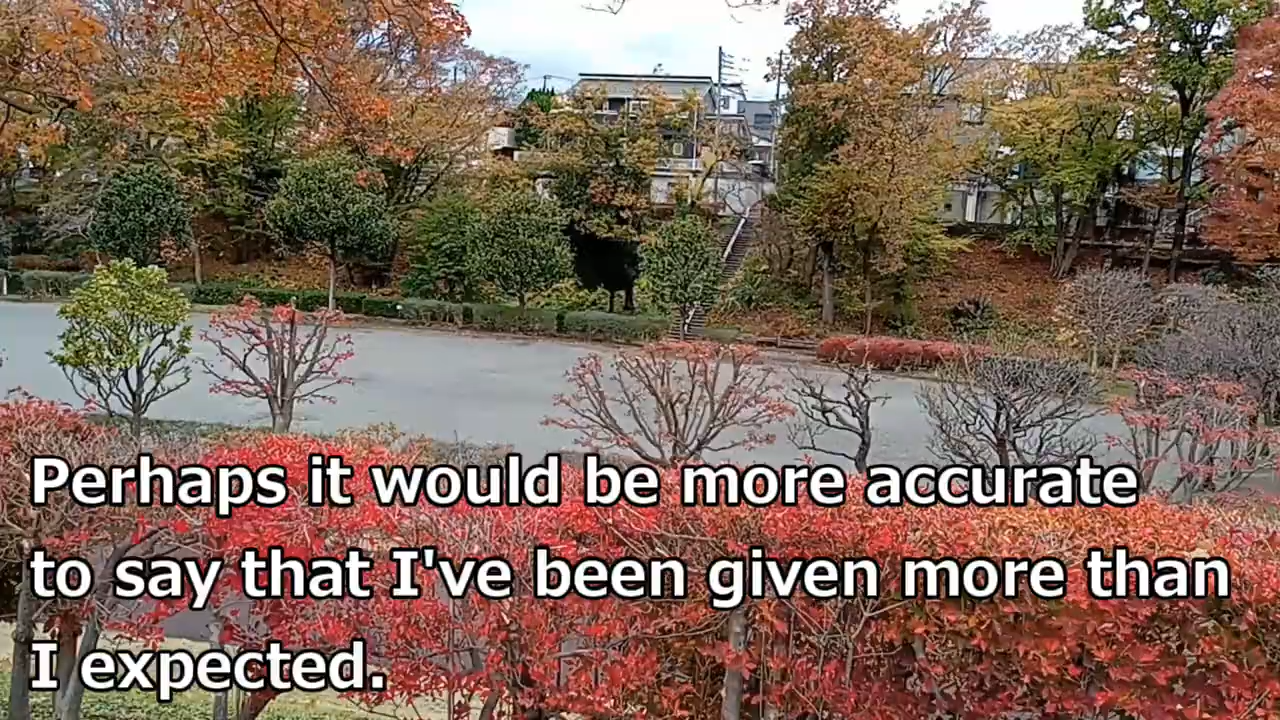 Perhaps it would be more accurate
to say that I've been given more than
I expected.